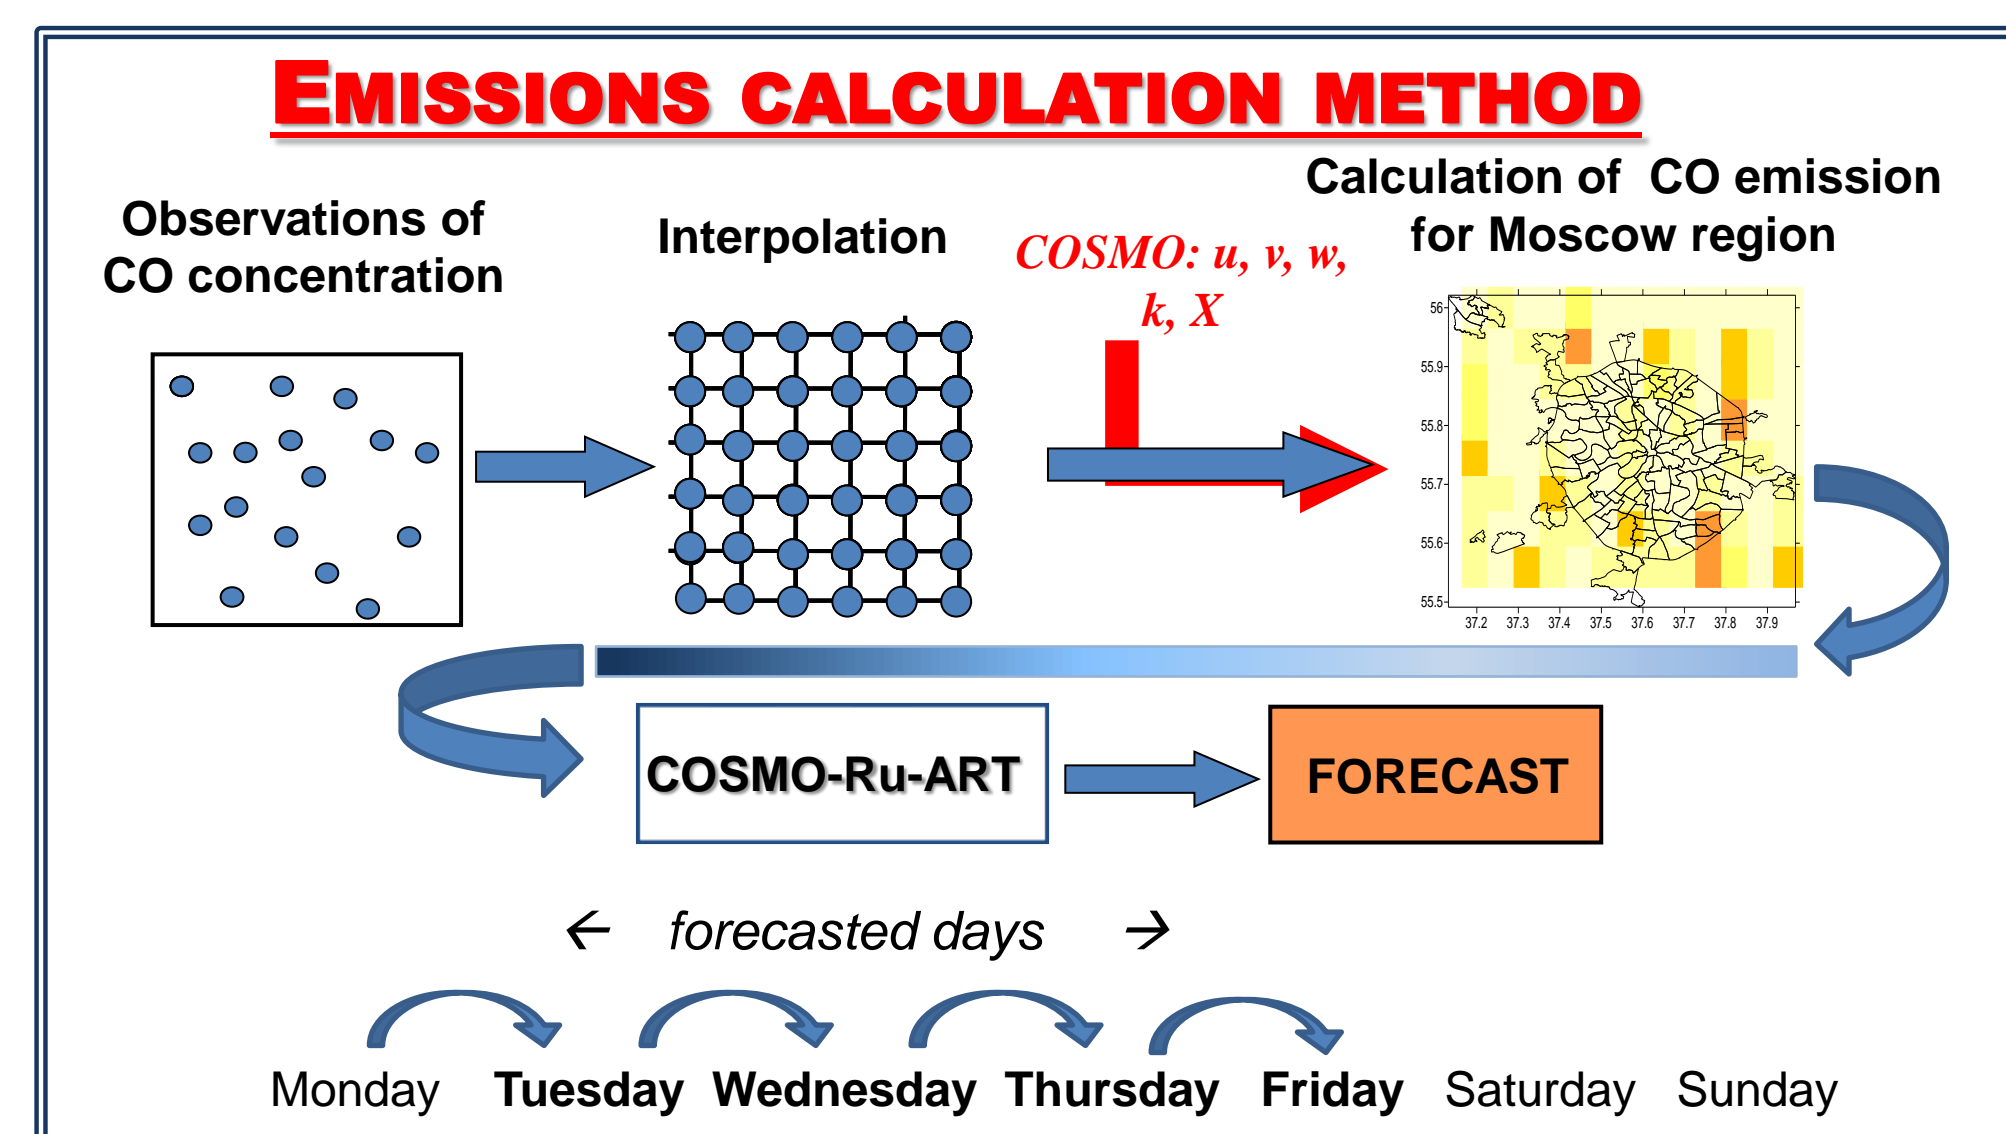 EMISSIONS CALCULATION METHOD
Observations of
CO concentration
Interpolation
COSMO: u, v, w,
k, X
Calculation of CO emission
for Moscow region
56
55.9
55.8
55.7
55.6
55.5
37.2 37.3 37.4 37.5 37.6 37.7 37.8 37.9
COSMO-Ru-ART
FORECAST
← forecasted days →
Monday Tuesday Wednesday Thursday Friday Saturday Sunday